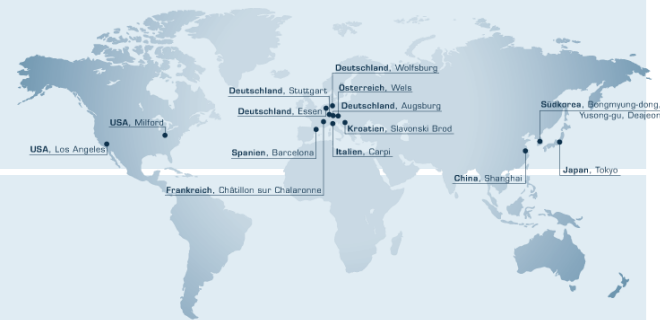 Deutschland, Wolfsburg
Deutschland, Stuttgart
Österreich, Wels
Deutschland, Essen
Deutschland, Augsburg
Südkorea, Bongmyung-dong,
Yusong-gu, Deajeon
USA, Milford
Kroatien, Slavonski Brod
USA, Los Angeles
Spanien, Barcelona
Italien, Carpi
Japan, Tokyo
China, Shanghai
Frankreich, Châtillon sur Chalaronne